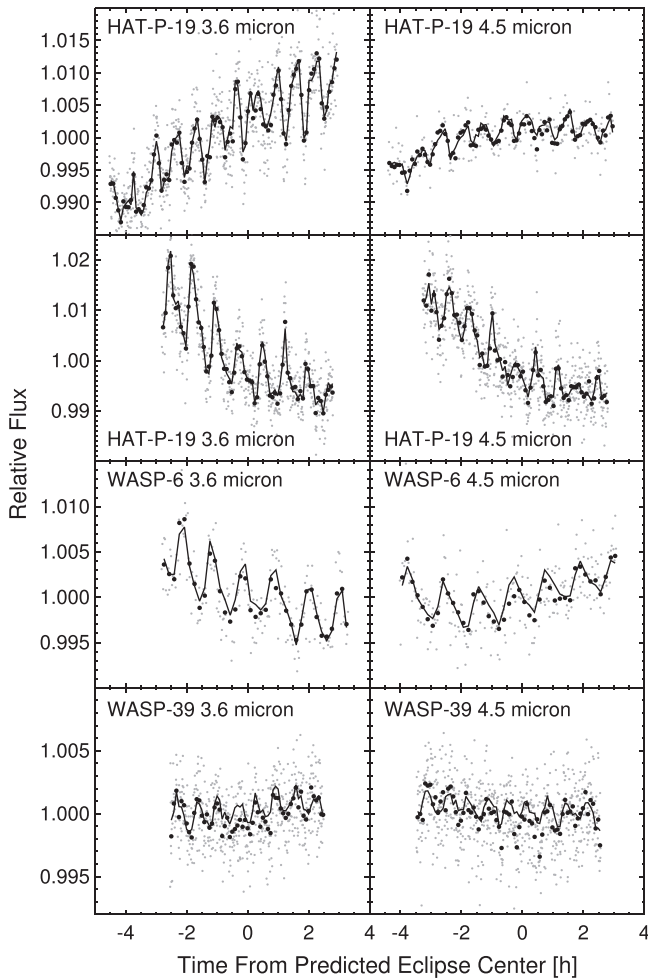 HAT-P-19 3.6 micron
HAT-P-19 4.5 micron
1.015
1.010
1.005
1.000
0.995
0.990
1.02
1.01
1.00
0.99
HAT-P-19 3.6 micron
HAT-P-19 4.5 micron
Relative Flux
WASP-6 3.6 micron
WASP-6 4.5 micron
1.010
1.005
1.000
0.995
WASP-39 3.6 micron
WASP-39 4.5 micron
1.005
1.000
0.995
-4 -2 0 2 4 -4 -2 0 2 4
Time From Predicted Eclipse Center [h]